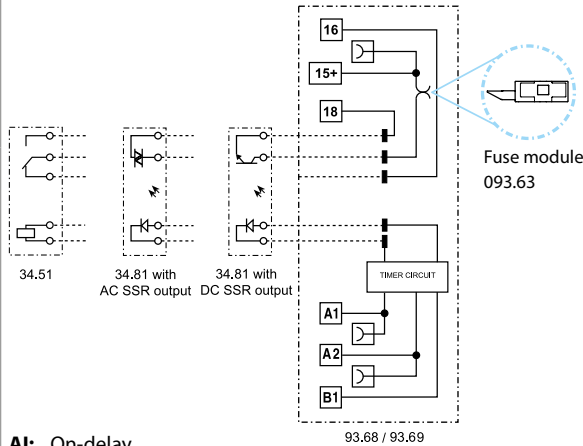 16
15+
18
Fuse module
093.63
34.51
34.81 with
AC SSR output
34.81 with
DC SSR output
TIMER CIRCUIT
A1
A2
B1
93.68 / 93.69
AI: On-delay